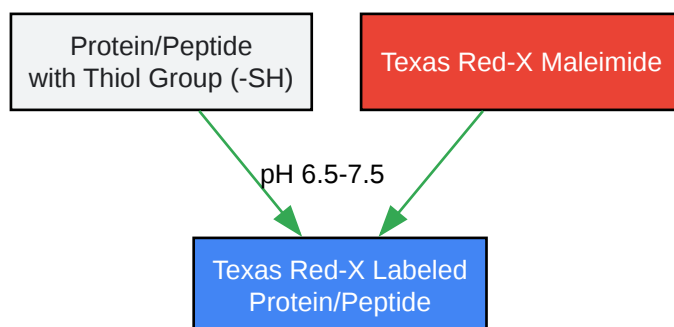 Protein/Peptide
with Thiol Group (-SH)
Texas Red-X Maleimide
pH 6.5-7.5
Texas Red-X Labeled
Protein/Peptide